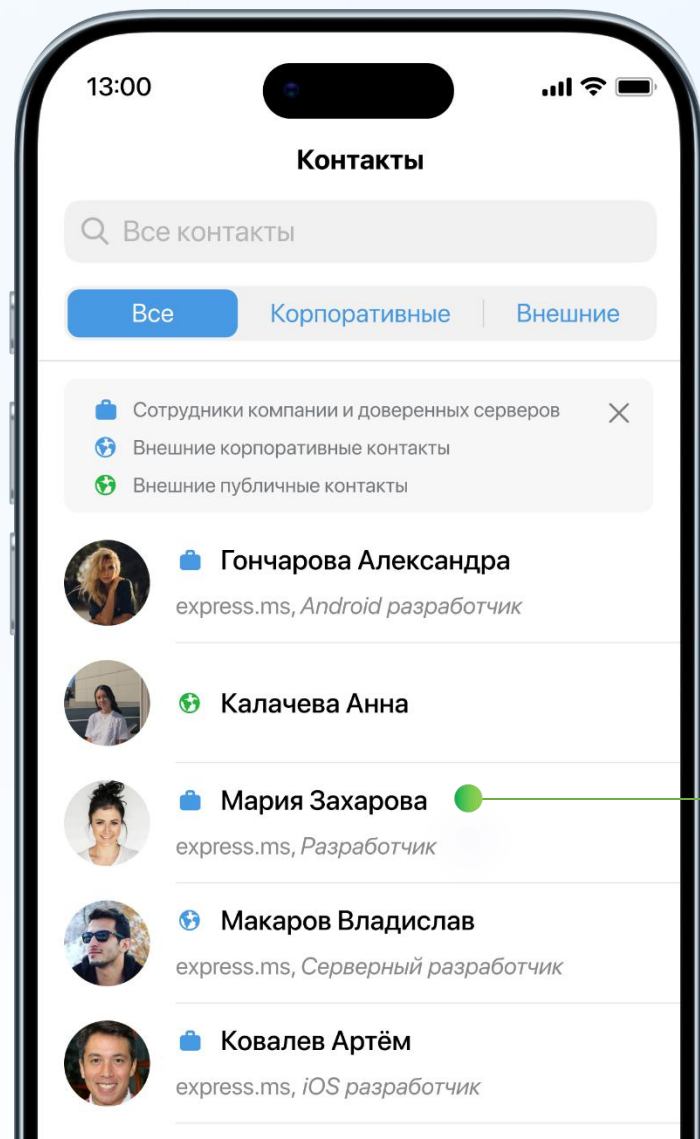 13:00
Контакты
Все контакты
Все Корпоративные Внешние
Сотрудники компании и доверенных серверов
Внешние корпоративные контакты
Внешние публичные контакты
Гончарова Александра
express.ms, Android разработчик
Калачева Анна
Мария Захарова
express.ms, Разработчик
Макаров Владислав
express.ms, Серверный разработчик
Ковалев Артём
express.ms, iOS разработчик